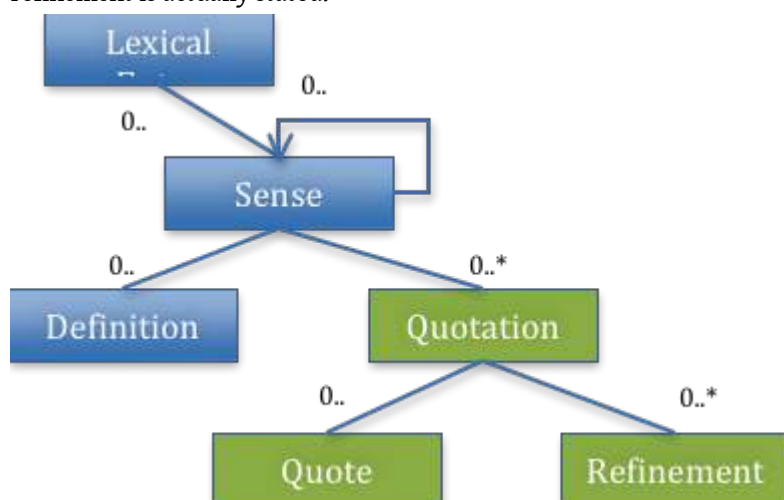 Lexical
0..
0..
Sense
0..
0..*
Definition
Quotation
0..
0..*
Quote
Refinement